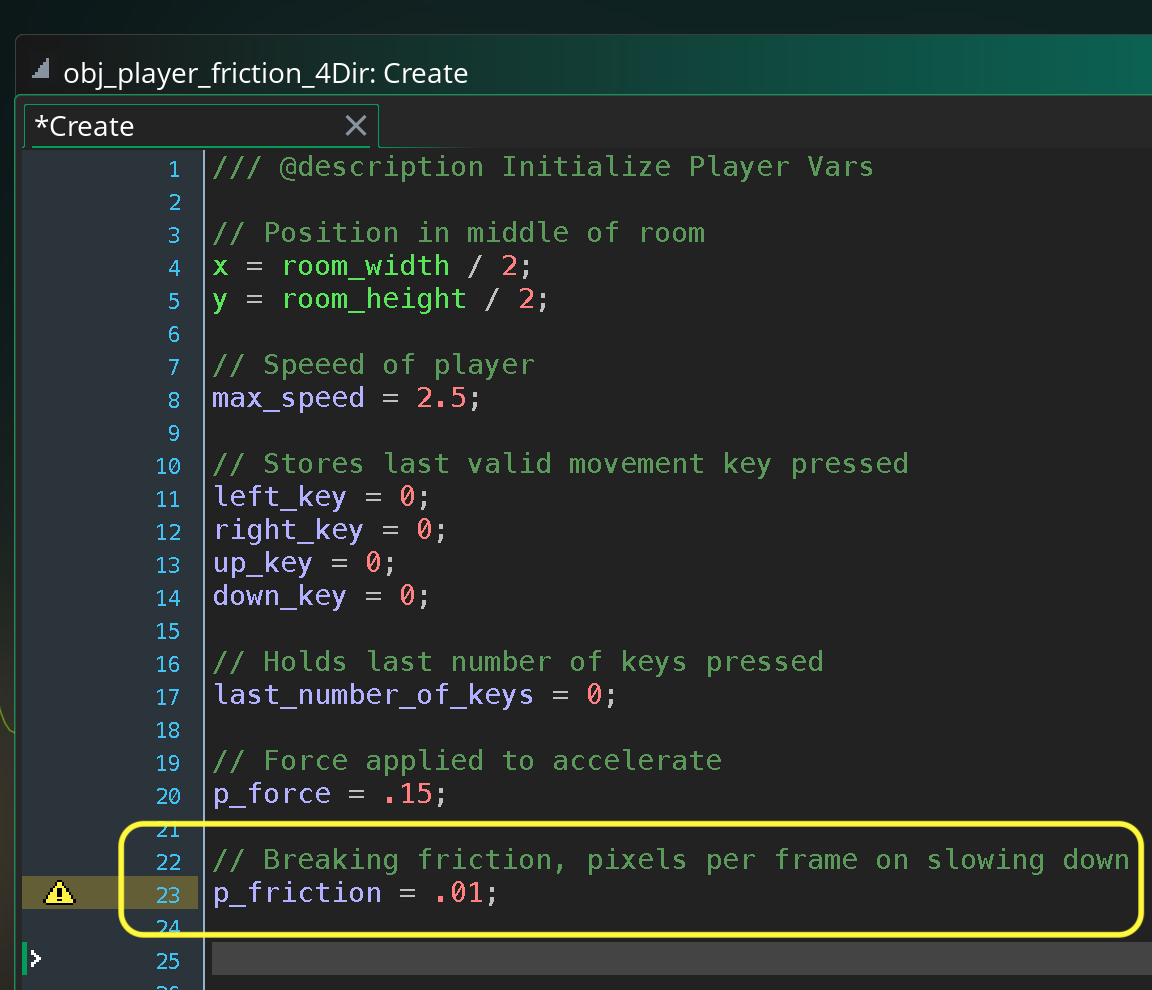 obj_player_friction_4Dir: Create
*Create
1 /// @description Initialize Player Vars
2
3 // Position in middle of room
4 x = room_width / 2;
5 y = room_height / 2;
6
7 // Speeed of player
8 max_speed = 2.5;
9
10 // Stores last valid movement key pressed
11 left_key = 0;
12 right_key = 0;
13 up_key = 0;
14 down_key = 0;
15
16 // Holds last number of keys pressed
17 last_number_of_keys = 0;
18
19 // Force applied to accelerate
20 p_force = .15;
21
22 // Breaking friction, pixels per frame on slowing down
23 p_friction = .01;
24
25